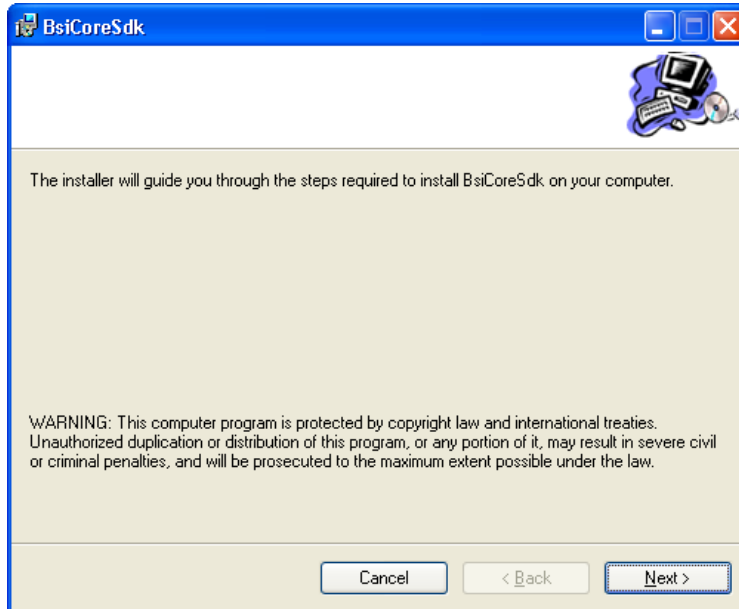 BsiCoreSdk
The installer will guide you through the steps required to install BsiCoreSdk on your computer.
WARNING: This computer program is protected by copyright law and international treaties.
Unauthorized duplication or distribution of this program, or any portion of it, may result in severe civil
or criminal penalties, and will be prosecuted to the maximum extent possible under the law.
Cancel
< Back
Next >